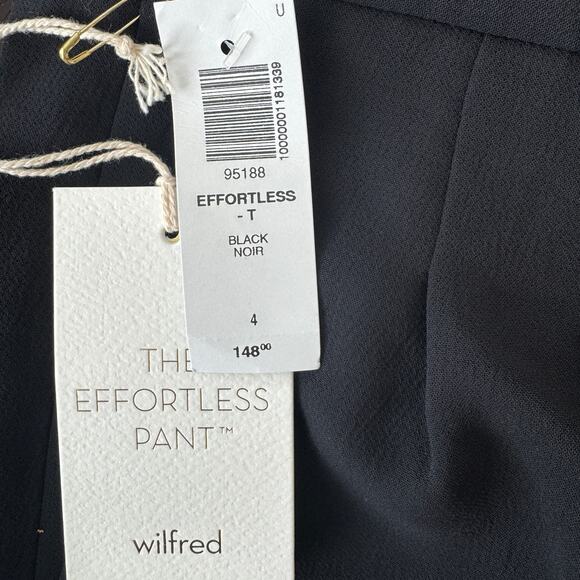 U
10000001181339
95188
EFFORTLESS
- T
BLACK
NOIR
4
148.00
THE
EFFORTLESS
PANT™
wilfred